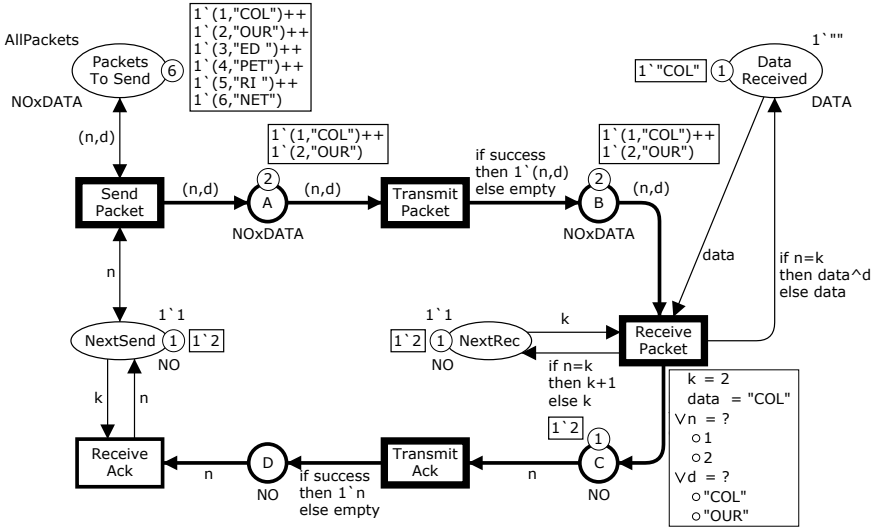 AllPackets
Packets
To Send
6
NOxDATA
1`(1,"COL")++
1`(2,"OUR")++
1`(3,"ED ")++
1`(4,"PET")++
1`(5,"RI ")++
1`(6,"NET")
1`""
1`"COL"
1
Data
Received
DATA
(n,d)
1`(1,"COL")++
1`(2,"OUR")
1`(1,"COL")++
1`(2,"OUR")
Send
Packet
(n,d)
2
A
NOxDATA
(n,d)
Transmit
Packet
if success
then 1`(n,d)
else empty
2
B
NOxDATA
(n,d)
data
if n=k
then data^d
else data
n
1`1
NextSend
1
1`2
NO
1`1
1`2
1
NextRec
NO
k
Receive
Packet
if n=k
then k+1
else k
k = 2
data = "COL"
∨n = ?
1
2
∨d = ?
"COL"
"OUR"
k
n
Receive
Ack
n
D
NO
if success
then 1`n
else empty
Transmit
Ack
n
1`2
1
C
NO